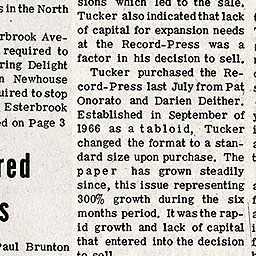 s in the North
rbrook Ave-
required to
ring Delight
n Newhouse
uired to stop
Esterbrook
ed on Page 3
red
s
Paul Brunton
sions which led to the sale.
Tucker also indicated that lack
of capital for expansion needs
at the Record-Press was a
factor in his decision to sell.
Tucker purchased the Re-
cord-Press last July from Pat
Onorato and Darien Deither.
Established in September of
1966 as a tabloid, Tucker
changed the format to a stan-
dard size upon purchase. The
paper has grown steadily
since, this issue representing
300% growth during the six
months period. It was the rap-
id growth and lack of capital
that entered into the decision
to sell.